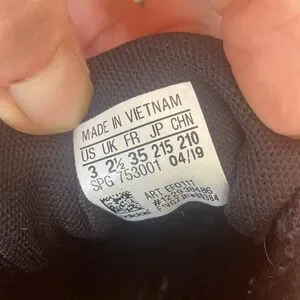 MADE IN VIETNAM
US UK FR JP CHN
3 2½ 35 215 210
SPG 753001 04/19
ART EF0111